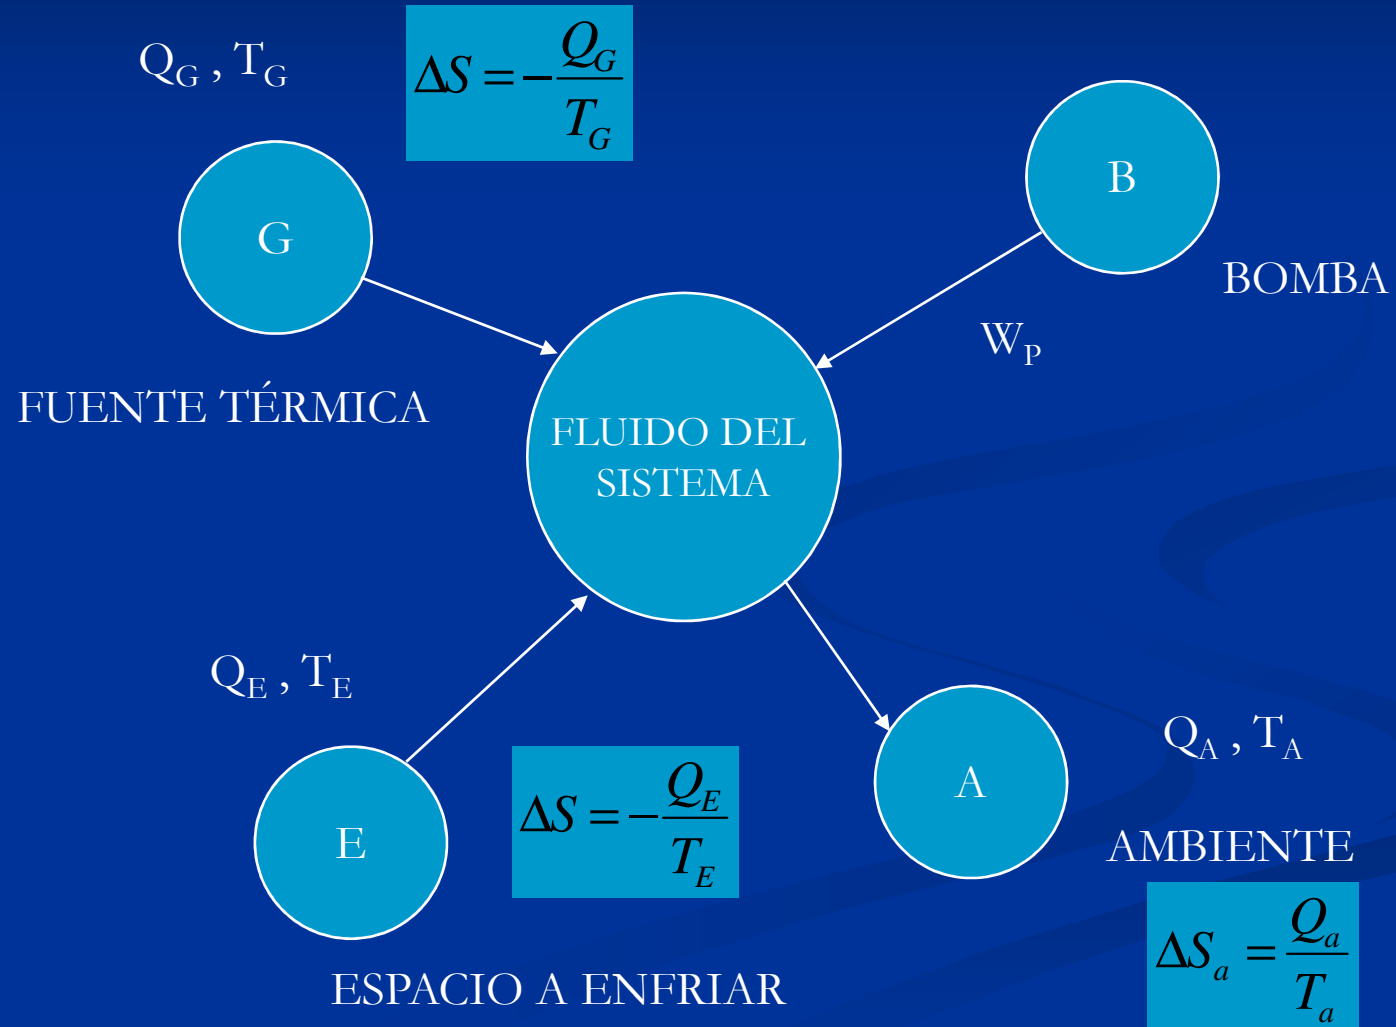 Q_G , T_G
ΔS = -Q_G/T_G
G
B
BOMBA
W_P
FUENTE TÉRMICA
FLUIDO DEL
SISTEMA
Q_E , T_E
ΔS = -Q_E/T_E
E
A
Q_A , T_A
AMBIENTE
ΔS_a = Q_a/T_a
ESPACIO A ENFRIAR